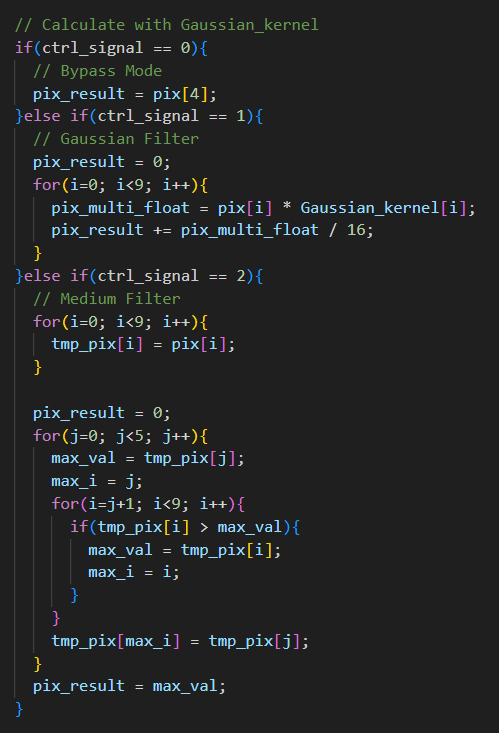 // Calculate with Gaussian_kernel
if(ctrl_signal == 0){
  // Bypass Mode
  pix_result = pix[4];
}else if(ctrl_signal == 1){
  // Gaussian Filter
  pix_result = 0;
  for(i=0; i<9; i++){
    pix_multi_float = pix[i] * Gaussian_kernel[i];
    pix_result += pix_multi_float / 16;
  }
}else if(ctrl_signal == 2){
  // Medium Filter
  for(i=0; i<9; i++){
    tmp_pix[i] = pix[i];
  }

  pix_result = 0;
  for(j=0; j<5; j++){
    max_val = tmp_pix[j];
    max_i = j;
    for(i=j+1; i<9; i++){
      if(tmp_pix[i] > max_val){
        max_val = tmp_pix[i];
        max_i = i;
      }
    }
    tmp_pix[max_i] = tmp_pix[j];
  }
  pix_result = max_val;
}